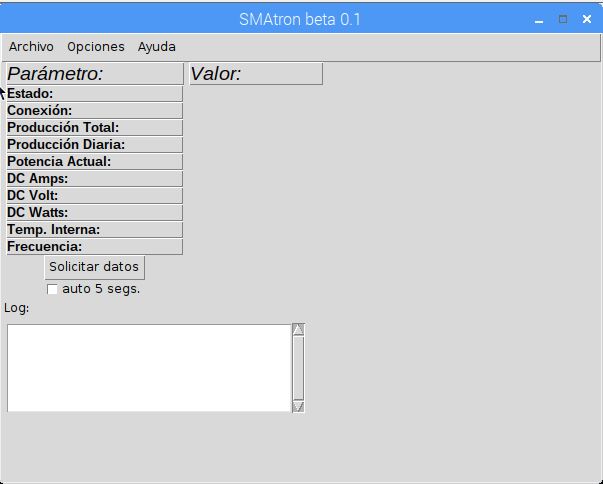 SMAtron beta 0.1
Archivo Opciones Ayuda
Parámetro: Valor:
Estado:
Conexión:
Producción Total:
Producción Diaria:
Potencia Actual:
DC Amps:
DC Volt:
DC Watts:
Temp. Interna:
Frecuencia:
Solicitar datos
auto 5 segs.
Log: